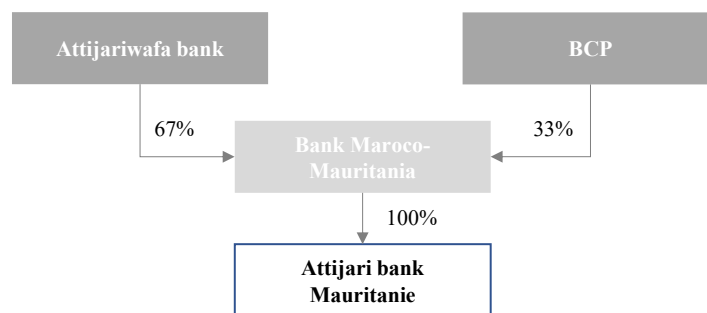 Attijariwafa bank
BCP
67%
33%
Bank Maroco-
Mauritania
100%
Attijari bank
Mauritanie